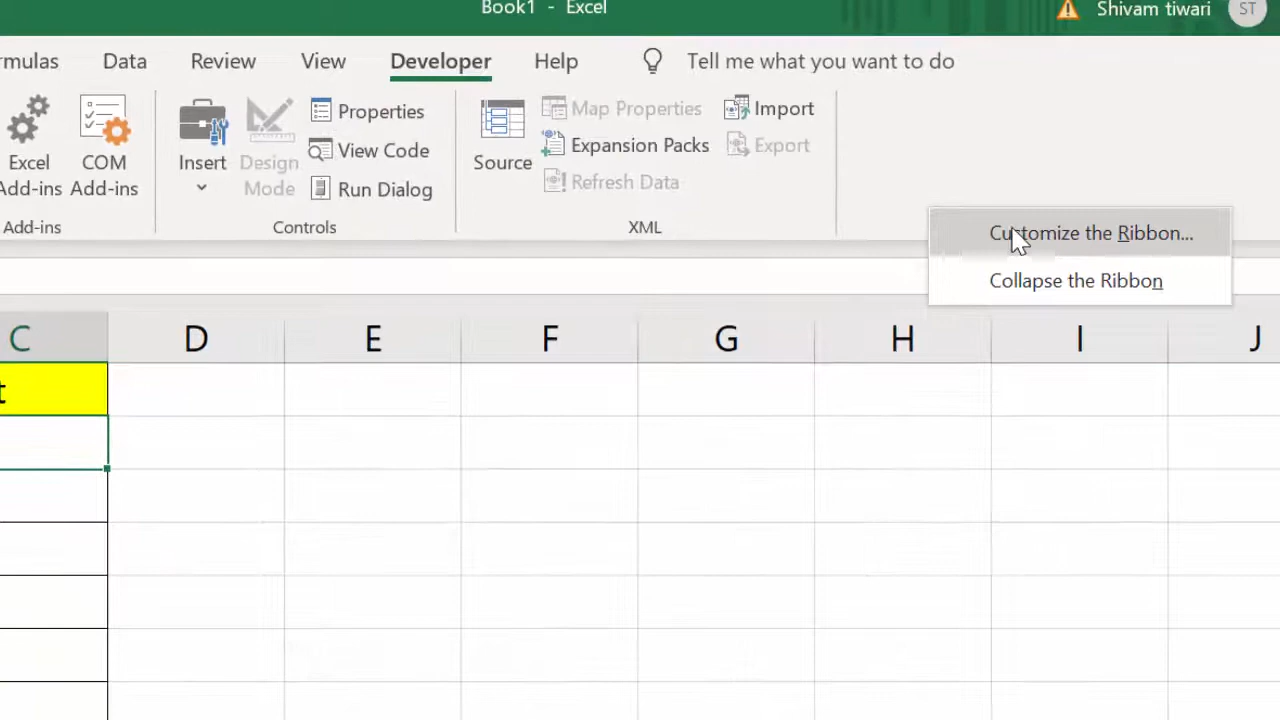 Book1 - Excel
Shivam tiwari
ST
rmulas Data Review View Developer Help Tell me what you want to do
Excel
Add-ins
COM
Add-ins
Add-ins
Insert
Design
Mode
Properties
View Code
Run Dialog
Controls
Source
Map Properties
Expansion Packs
Refresh Data
Import
Export
XML
Customize the Ribbon...
Collapse the Ribbon
C D E F G H I J
t